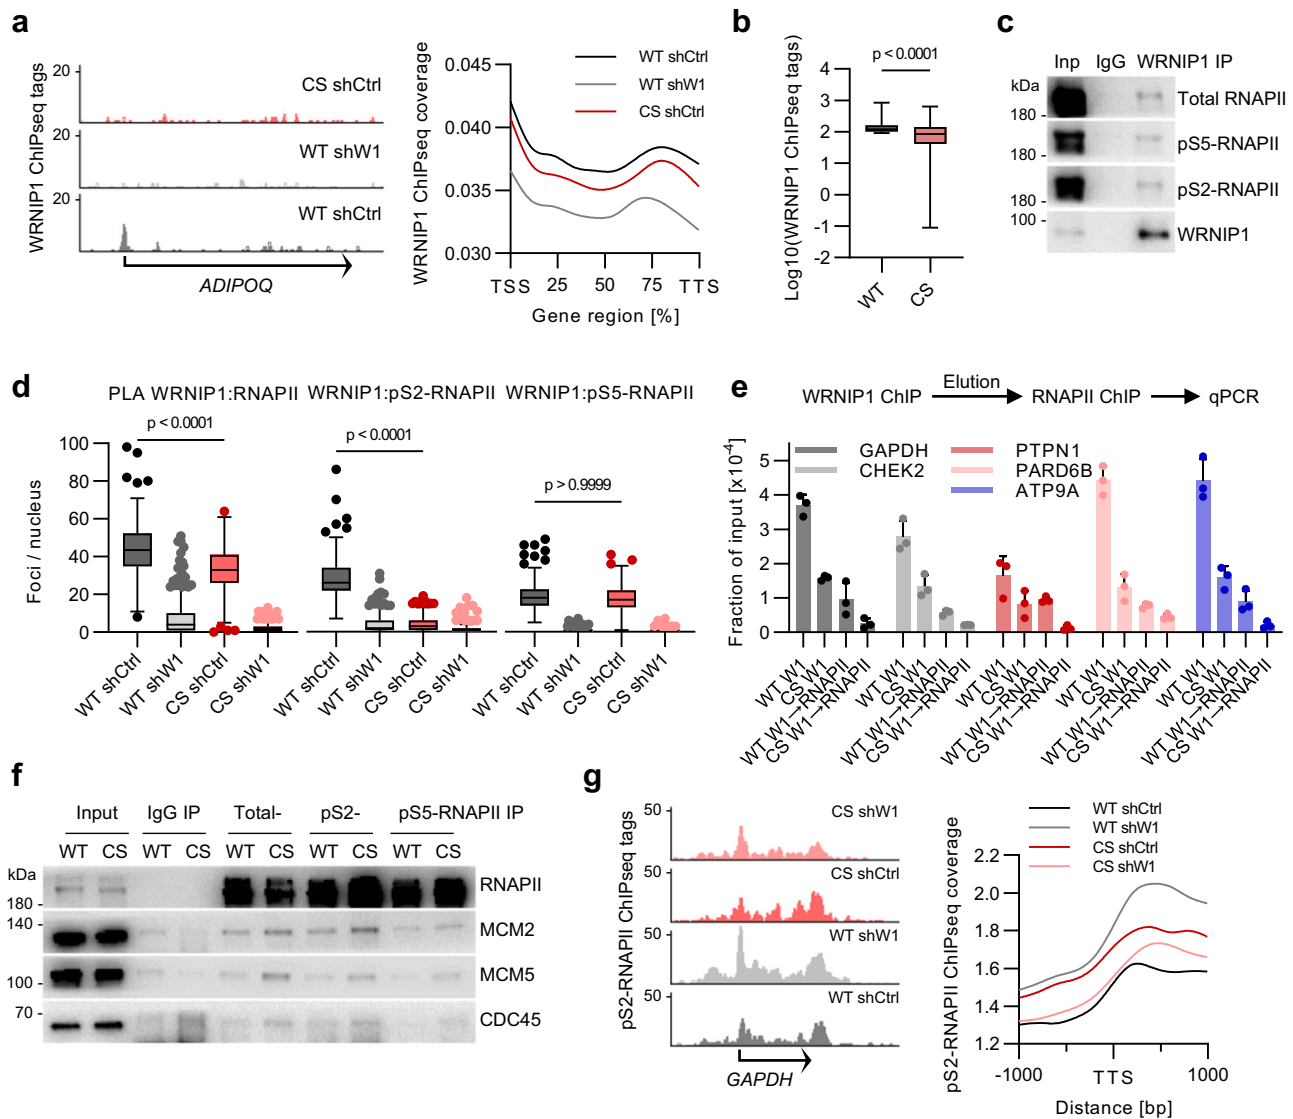 a
WRNIP1 ChIPseq tags
20
CS shCtrl
20
WT shW1
20
WT shCtrl
ADIPOQ
WRNIP1 ChIPseq coverage
0.045
0.040
0.035
0.030
WT shCtrl
WT shW1
CS shCtrl
TSS 25 50 75 TTS
Gene region [%]
b
p < 0.0001
Log10(WRNIP1 ChIPseq tags)
4
3
2
1
0
-1
-2
WT CS
c
Inp IgG WRNIP1 IP
kDa
180 Total RNAPII
180 pS5-RNAPII
180 pS2-RNAPII
100 WRNIP1
d
PLA WRNIP1:RNAPII WRNIP1:pS2-RNAPII WRNIP1:pS5-RNAPII
p < 0.0001 p < 0.0001 p > 0.9999
Foci / nucleus
100
80
60
40
20
0
WT shCtrl WT shW1 CS shCtrl CS shW1 WT shCtrl WT shW1 CS shCtrl CS shW1 WT shCtrl WT shW1 CS shCtrl CS shW1
e
WRNIP1 ChIP Elution RNAPII ChIP qPCR
Fraction of input [x10⁻⁴]
GAPDH PTPN1
CHEK2 PARD6B
ATP9A
5
4
3
2
1
0
WT W1 CS W1 WT W1→RNAPII CS W1→RNAPII WT W1 CS W1 WT W1→RNAPII CS W1→RNAPII WT W1 CS W1 WT W1→RNAPII CS W1→RNAPII WT W1 CS W1 WT W1→RNAPII CS W1→RNAPII WT W1 CS W1 WT W1→RNAPII CS W1→RNAPII
f
Input IgG IP Total- pS2- pS5-RNAPII IP
WT CS WT CS WT CS WT CS WT CS
kDa
180 RNAPII
140 MCM2
100 MCM5
70 CDC45
g
pS2-RNAPII ChIPseq tags
50 CS shW1
50 CS shCtrl
50 WT shW1
50 WT shCtrl
GAPDH
WT shCtrl
WT shW1
CS shCtrl
CS shW1
pS2-RNAPII ChIPseq coverage
2.2
2.0
1.8
1.6
1.4
1.2
-1000 TTS 1000
Distance [bp]